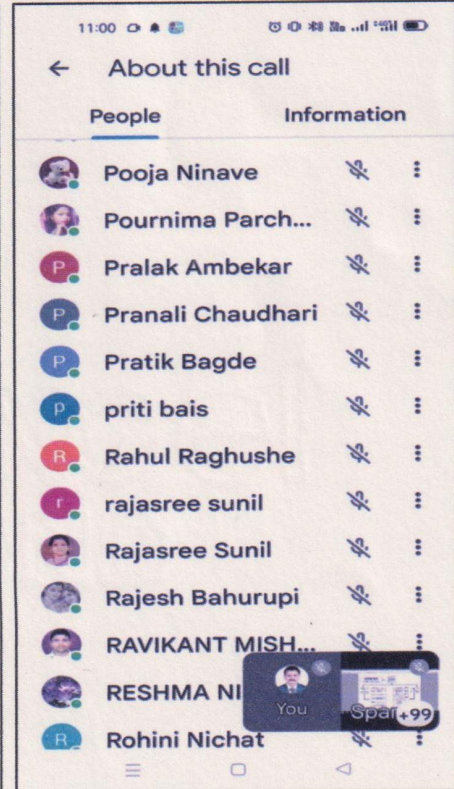 11:00
← About this call
People Information
Pooja Ninave
Pournima Parch...
P Pralak Ambekar
P Pranali Chaudhari
P Pratik Bagde
p priti bais
R Rahul Raghushe
r rajasree sunil
Rajasree Sunil
Rajesh Bahurupi
RAVIKANT MISH...
RESHMA NI
You Spar +99
R Rohini Nichat